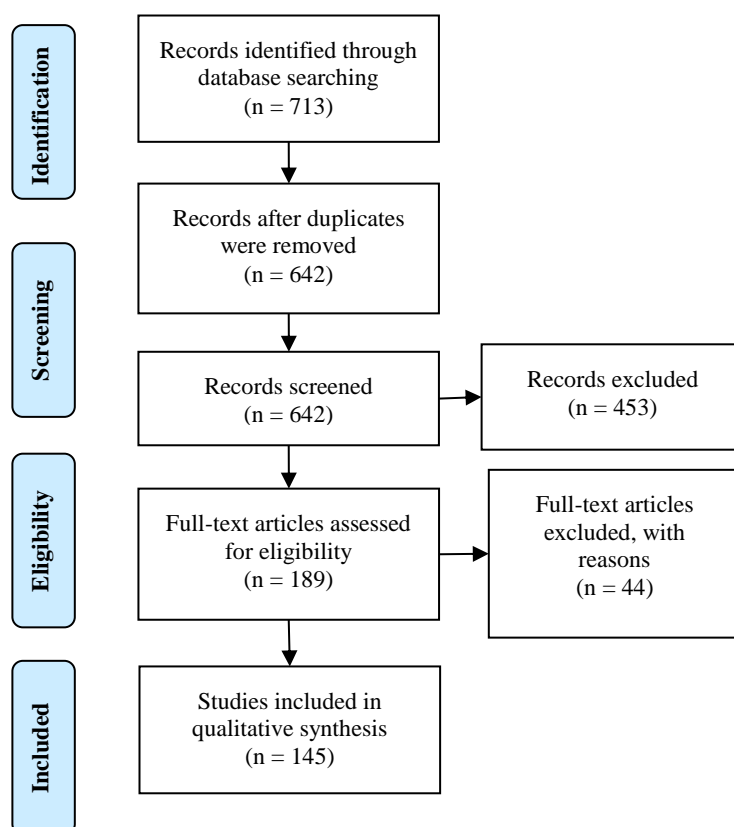 Identification
Records identified through
database searching
(n = 713)
Records after duplicates
were removed
(n = 642)
Screening
Records screened
(n = 642)
Records excluded
(n = 453)
Eligibility
Full-text articles assessed
for eligibility
(n = 189)
Full-text articles
excluded, with
reasons
(n = 44)
Included
Studies included in
qualitative synthesis
(n = 145)